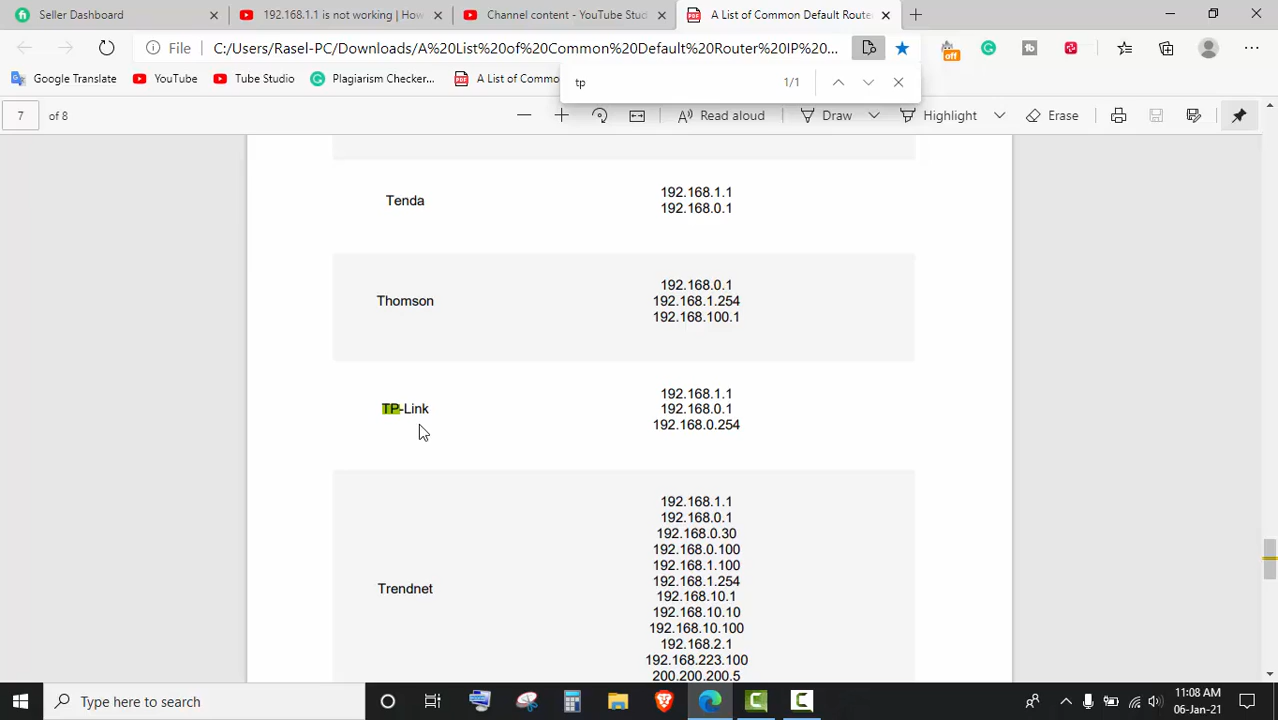 Seller Dashboard
192.168.1.1 is not working | How
Channel content - YouTube Stud
A List of Common Default Router
File
C:/Users/Rasel-PC/Downloads/A%20List%20of%20Common%20Default%20Router%20IP%20...
off
Google Translate
YouTube
Tube Studio
Plagiarism Checker...
A List of Commo
tp
1/1
7
of 8
Read aloud
Draw
Highlight
Erase
Tenda
192.168.1.1
192.168.0.1
Thomson
192.168.0.1
192.168.1.254
192.168.100.1
TP-Link
192.168.1.1
192.168.0.1
192.168.0.254
Trendnet
192.168.1.1
192.168.0.1
192.168.0.30
192.168.0.100
192.168.1.100
192.168.1.254
192.168.10.1
192.168.10.10
192.168.10.100
192.168.2.1
192.168.223.100
200.200.200.5
Type here to search
11:08 AM
06-Jan-21